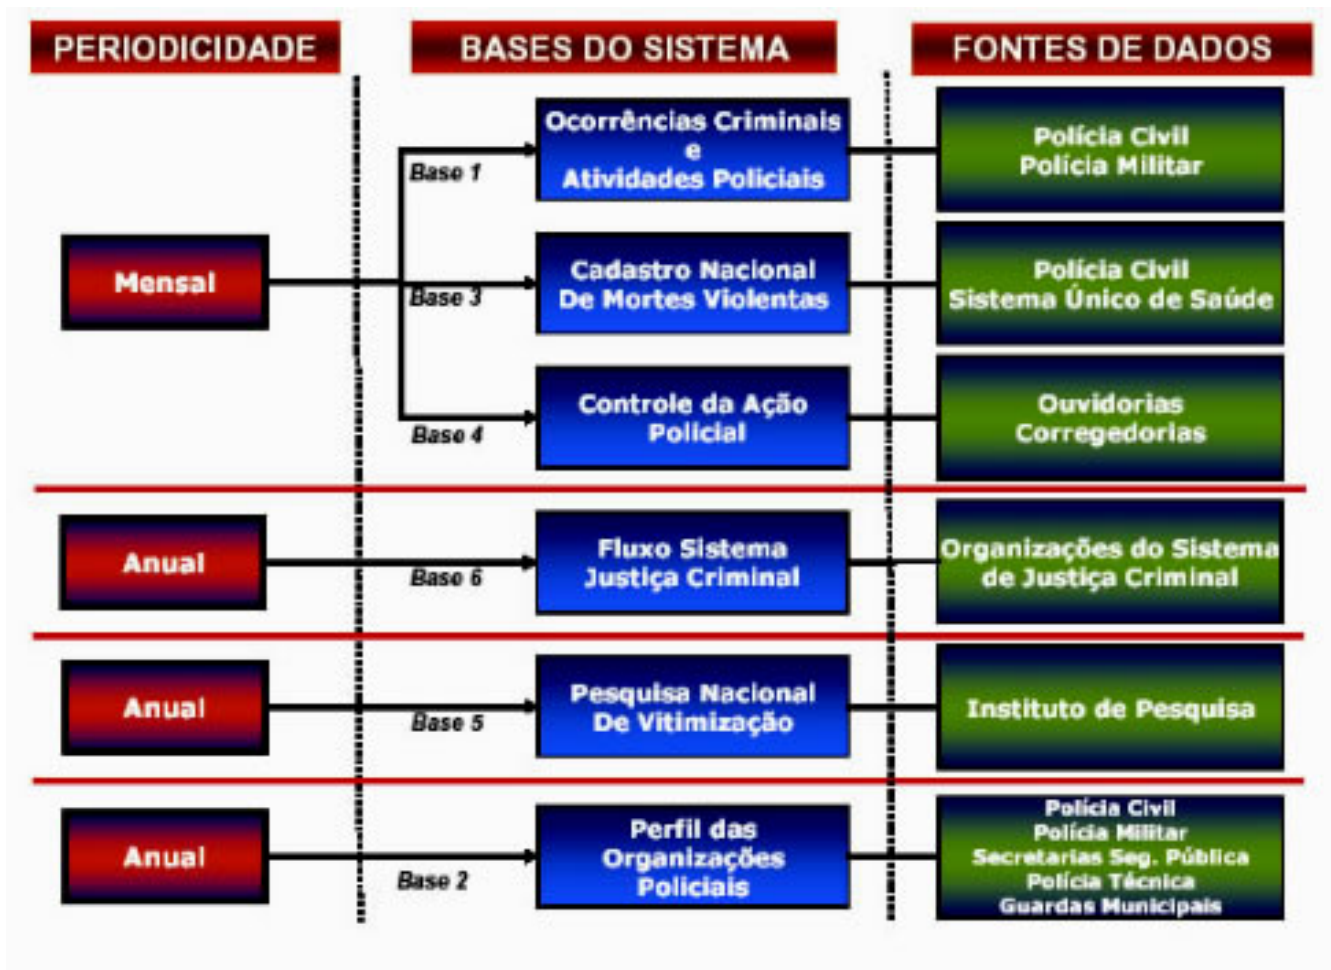 PERIODICIDADE
BASES DO SISTEMA
FONTES DE DADOS
Mensal
Base 1
Ocorrências Criminais
e
Atividades Policiais
Polícia Civil
Polícia Militar
Base 3
Cadastro Nacional
De Mortes Violentas
Polícia Civil
Sistema Único de Saúde
Base 4
Controle da Ação
Policial
Ouvidorias
Corregedorias
Anual
Base 6
Fluxo Sistema
Justiça Criminal
Organizações do Sistema
de Justiça Criminal
Anual
Base 5
Pesquisa Nacional
De Vitimização
Instituto de Pesquisa
Anual
Base 2
Perfil das
Organizações
Policiais
Polícia Civil
Polícia Militar
Secretarias Seg. Pública
Polícia Técnica
Guardas Municipais